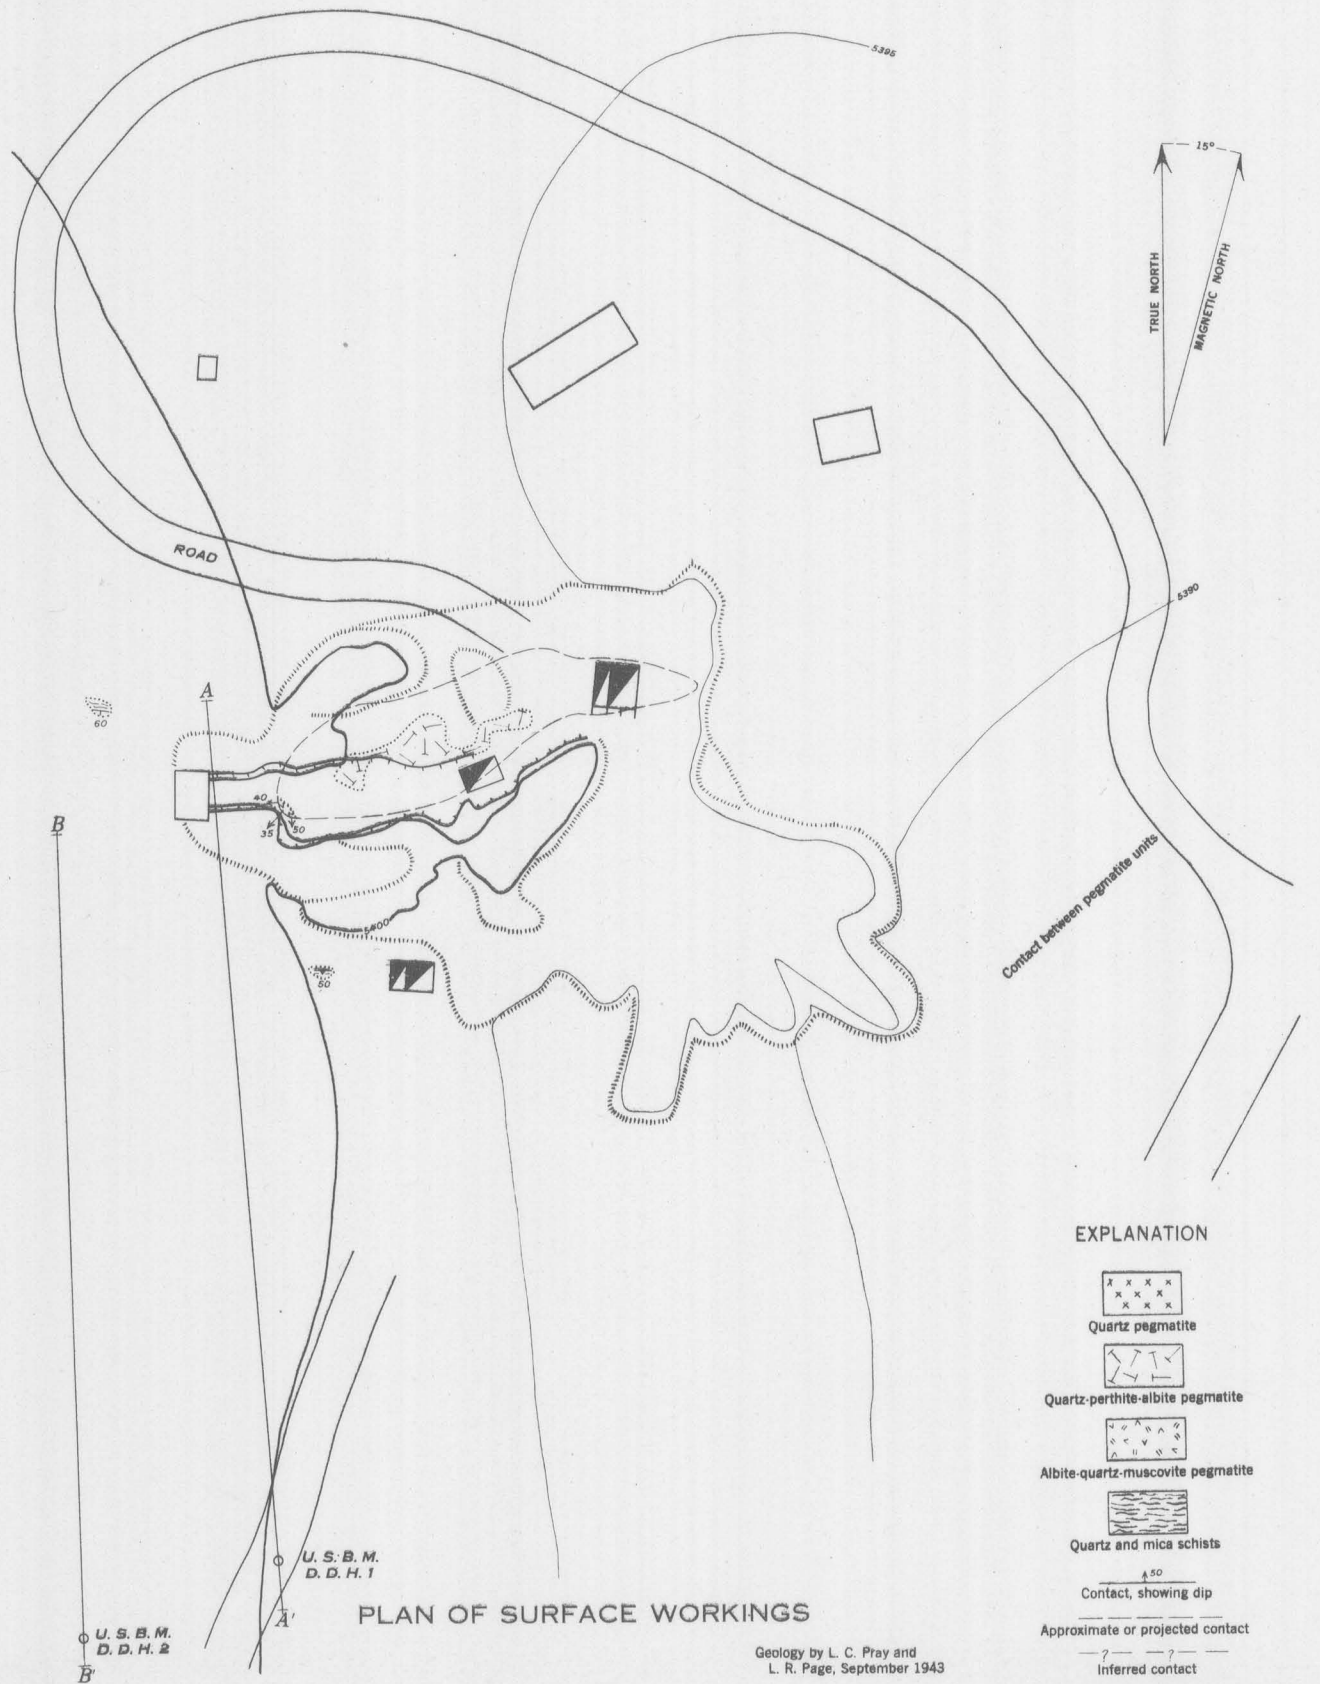 5395
15°
TRUE NORTH
MAGNETIC NORTH
ROAD
5390
A
60
40
35
50
B
Contact between pegmatite units
5400
50
EXPLANATION
Quartz pegmatite
Quartz-perthite-albite pegmatite
Albite-quartz-muscovite pegmatite
Quartz and mica schists
50
Contact, showing dip
Approximate or projected contact
? ?
Inferred contact
U. S. B. M.
D. D. H. 1
A'
PLAN OF SURFACE WORKINGS
U. S. B. M.
D. D. H. 2
B'
Geology by L. C. Pray and
L. R. Page, September 1943